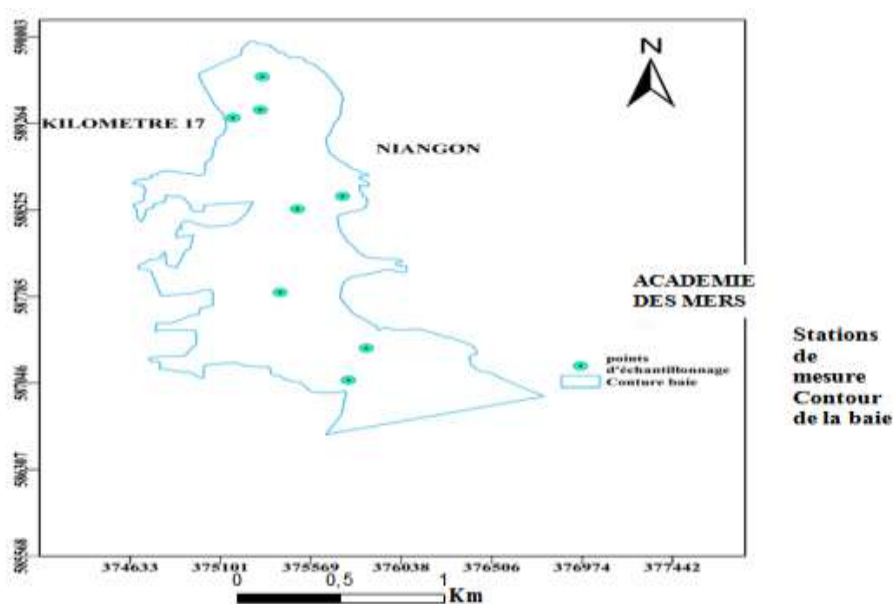 590003
589264
588525
587785
587046
586307
585568
N
KILOMETRE 17
NIANGON
ACADEMIE
DES MERS
points
d'échantillonnage
Conture baie
Stations
de
mesure
Contour
de la baie
374633 375101 375569 376038 376506 376974 377442
0 0,5 1
Km